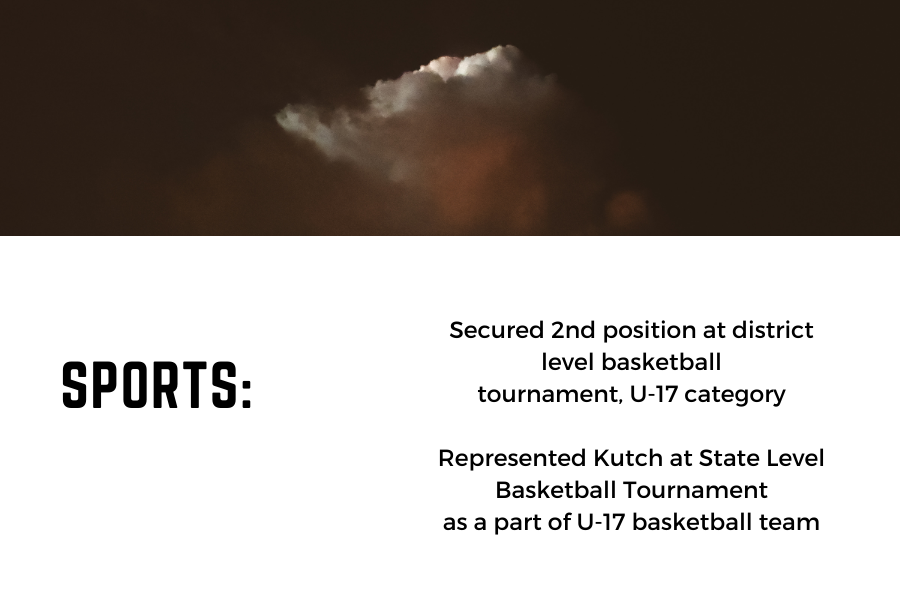 SPORTS:
Secured 2nd position at district
level basketball
tournament, U-17 category
Represented Kutch at State Level
Basketball Tournament
as a part of U-17 basketball team